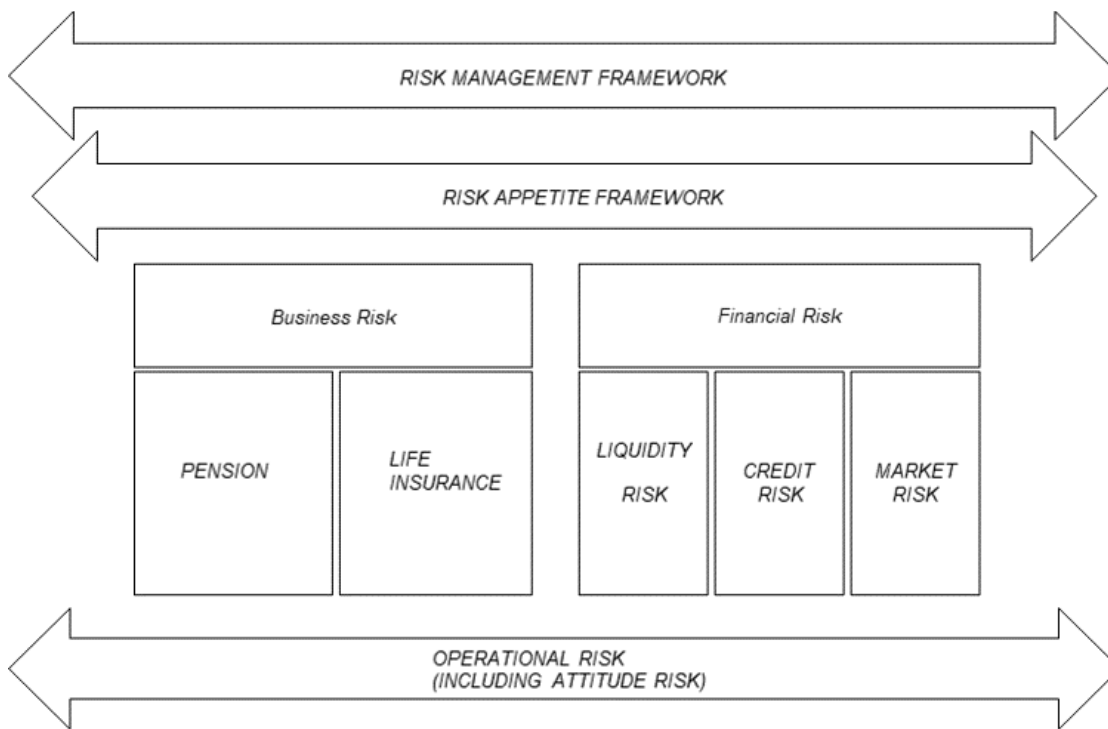 RISK MANAGEMENT FRAMEWORK
RISK APPETITE FRAMEWORK
Business Risk
Financial Risk
PENSION
LIFE
INSURANCE
LIQUIDITY
RISK
CREDIT
RISK
MARKET
RISK
OPERATIONAL RISK
(INCLUDING ATTITUDE RISK)